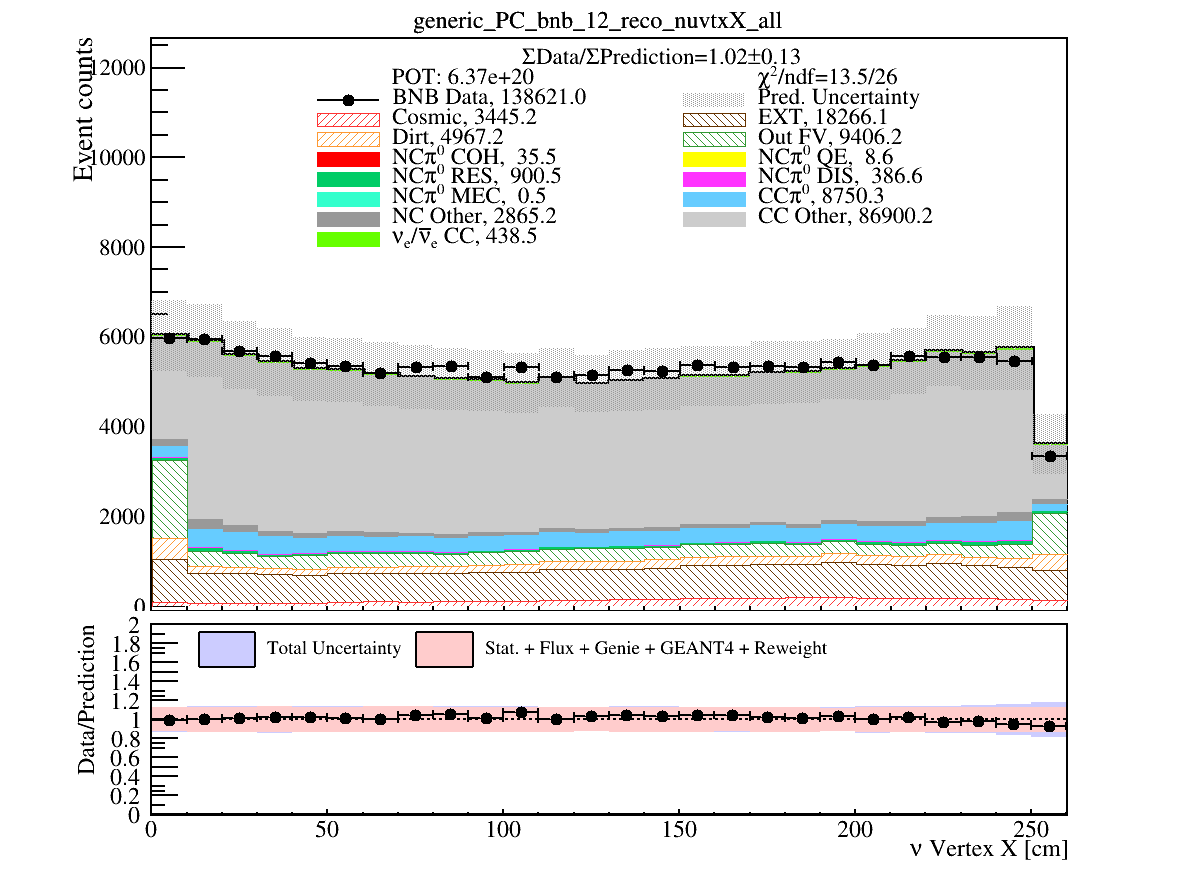 generic_PC_bnb_12_reco_nuvtxX_all
ΣData/ΣPrediction=1.02±0.13
POT: 6.37e+20 χ²/ndf=13.5/26
BNB Data, 138621.0 Pred. Uncertainty
Cosmic, 3445.2 EXT, 18266.1
Dirt, 4967.2 Out FV, 9406.2
NCπ⁰ COH, 35.5 NCπ⁰ QE, 8.6
NCπ⁰ RES, 900.5 NCπ⁰ DIS, 386.6
NCπ⁰ MEC, 0.5 CCπ⁰, 8750.3
NC Other, 2865.2 CC Other, 86900.2
νₑ/ν̅ₑ CC, 438.5
Event counts
12000
10000
8000
6000
4000
2000
0
Total Uncertainty Stat. + Flux + Genie + GEANT4 + Reweight
Data/Prediction
2
1.8
1.6
1.4
1.2
1
0.8
0.6
0.4
0.2
0
0 50 100 150 200 250
ν Vertex X [cm]